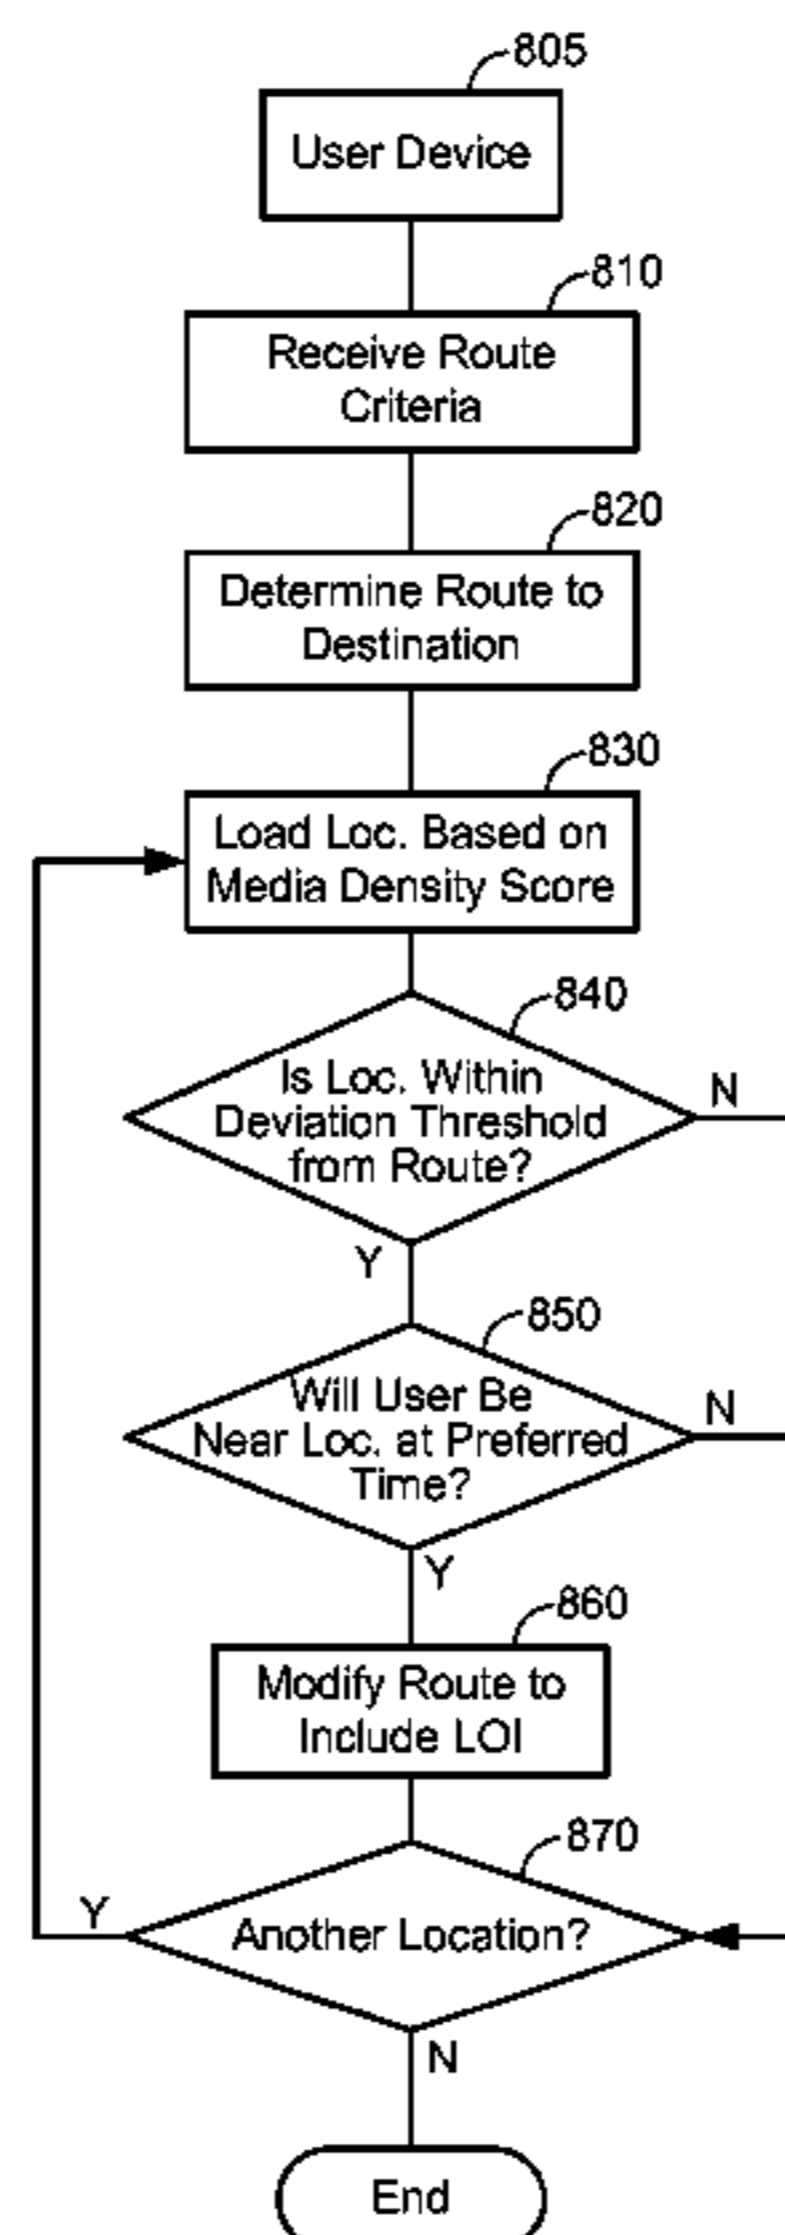 805
User Device
810
Receive Route
Criteria
820
Determine Route to
Destination
830
Load Loc. Based on
Media Density Score
840
Is Loc. Within
Deviation Threshold
from Route?
N
Y
850
Will User Be
Near Loc. at Preferred
Time?
N
Y
860
Modify Route to
Include LOI
870
Another Location?
Y
N
End